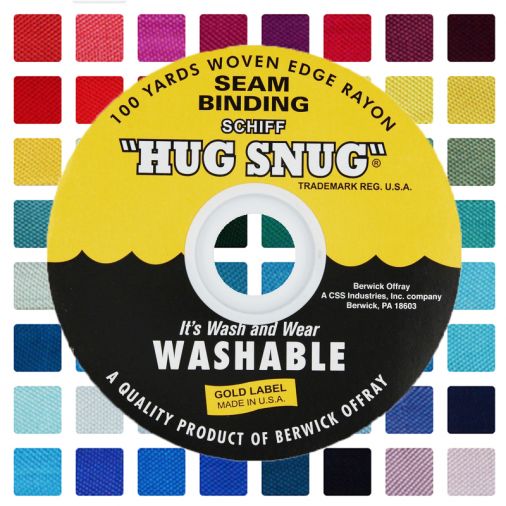 100 YARDS WOVEN EDGE RAYON
SEAM
BINDING
SCHIFF
"HUG SNUG"®
TRADEMARK REG. U.S.A.
Berwick Offray
A CSS Industries, Inc. company
Berwick, PA 18603
It's Wash and Wear
WASHABLE
GOLD LABEL
MADE IN U.S.A.
A QUALITY PRODUCT OF BERWICK OFFRAY